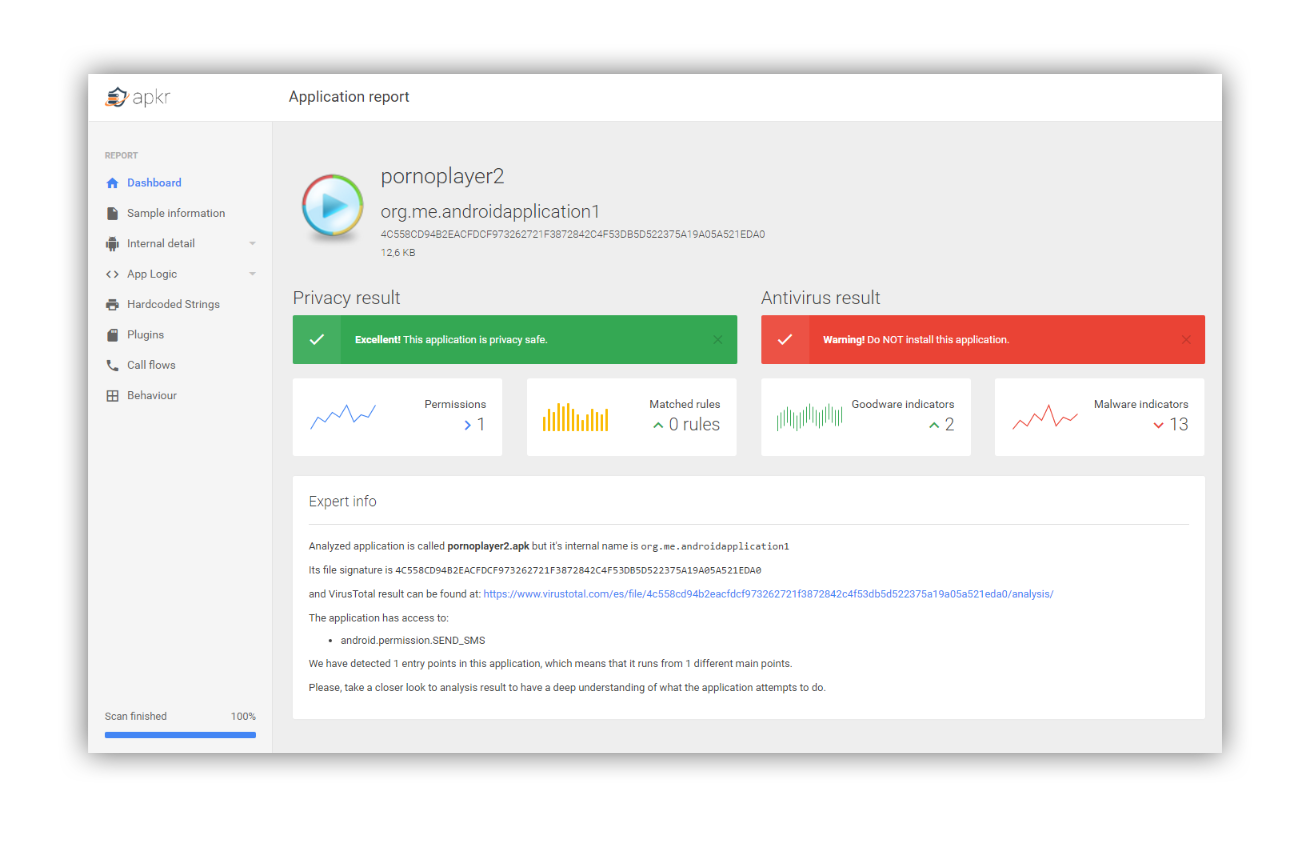 apkr
Application report
REPORT
Dashboard
Sample information
Internal detail
App Logic
Hardcoded Strings
Plugins
Call flows
Behaviour
Scan finished 100%
pornoplayer2
org.me.androidapplication1
4C558CD94B2EACFDCF973262721F3872842C4F53DB5D522375A19A05A521EDA0
12,6 KB
Privacy result
Excellent! This application is privacy safe.
Antivirus result
Warning! Do NOT install this application.
Permissions
1
Matched rules
0 rules
Goodware indicators
2
Malware indicators
13
Expert info
Analyzed application is called pornoplayer2.apk but it's internal name is org.me.androidapplication1
Its file signature is 4C558CD94B2EACFDCF973262721F3872842C4F53DB5D522375A19A05A521EDA0
and VirusTotal result can be found at: https://www.virustotal.com/es/file/4c558cd94b2eacfdcf973262721f3872842c4f53db5d522375a19a05a521eda0/analysis/
The application has access to:
• android.permission.SEND_SMS
We have detected 1 entry points in this application, which means that it runs from 1 different main points.
Please, take a closer look to analysis result to have a deep understanding of what the application attempts to do.